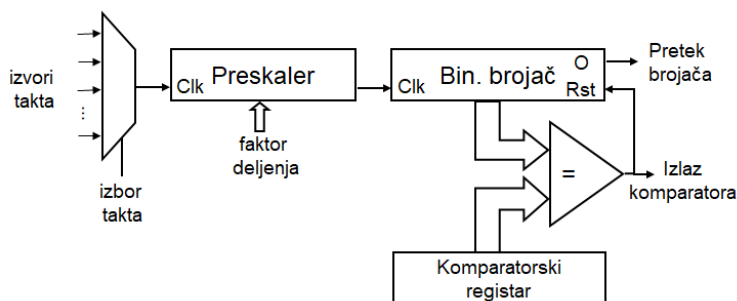 izvori
takta
⋮
izbor
takta
Clk
Preskaler
faktor
deljenja
Clk
Bin. brojač
O
Rst
Pretek
brojača
=
Izlaz
komparatora
Komparatorski
registar